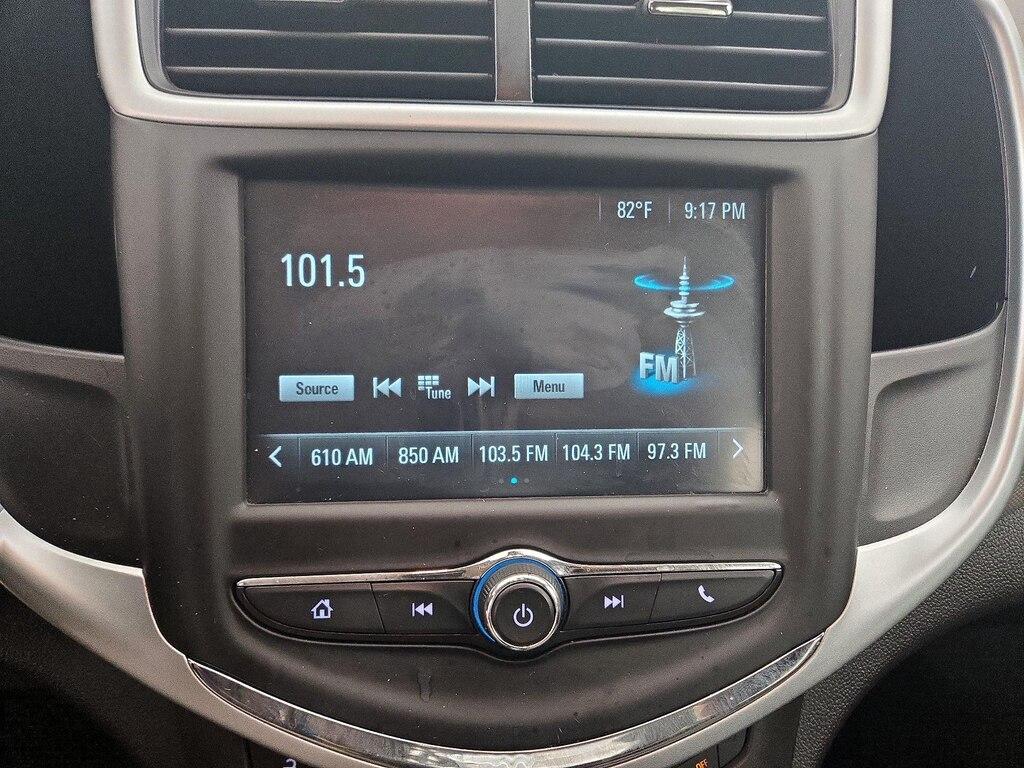 82°F 9:17 PM
101.5
FM
Source Tune Menu
610 AM 850 AM 103.5 FM 104.3 FM 97.3 FM
OFF